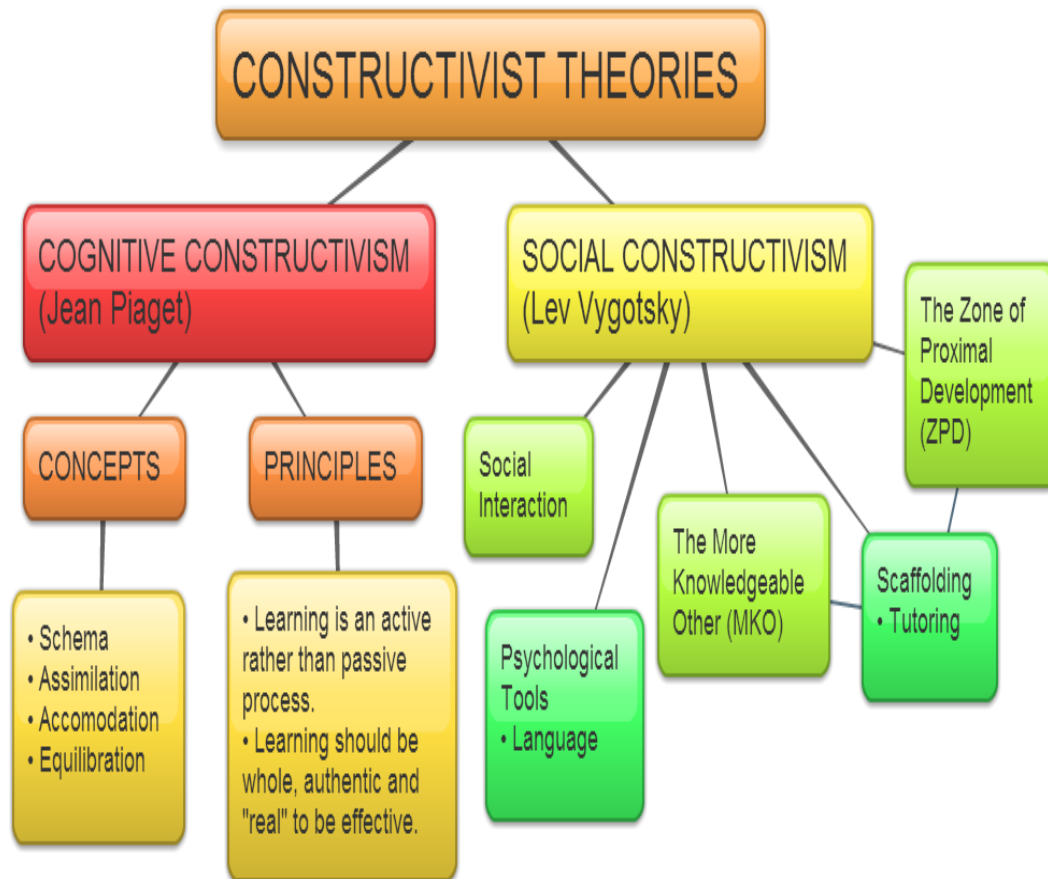 CONSTRUCTIVIST THEORIES
COGNITIVE CONSTRUCTIVISM
(Jean Piaget)
SOCIAL CONSTRUCTIVISM
(Lev Vygotsky)
The Zone of
Proximal
Development
(ZPD)
CONCEPTS
PRINCIPLES
Social
Interaction
The More
Knowledgeable
Other (MKO)
Scaffolding
• Tutoring
• Schema
• Assimilation
• Accomodation
• Equilibration
• Learning is an active
rather than passive
process.
• Learning should be
whole, authentic and
"real" to be effective.
Psychological
Tools
• Language